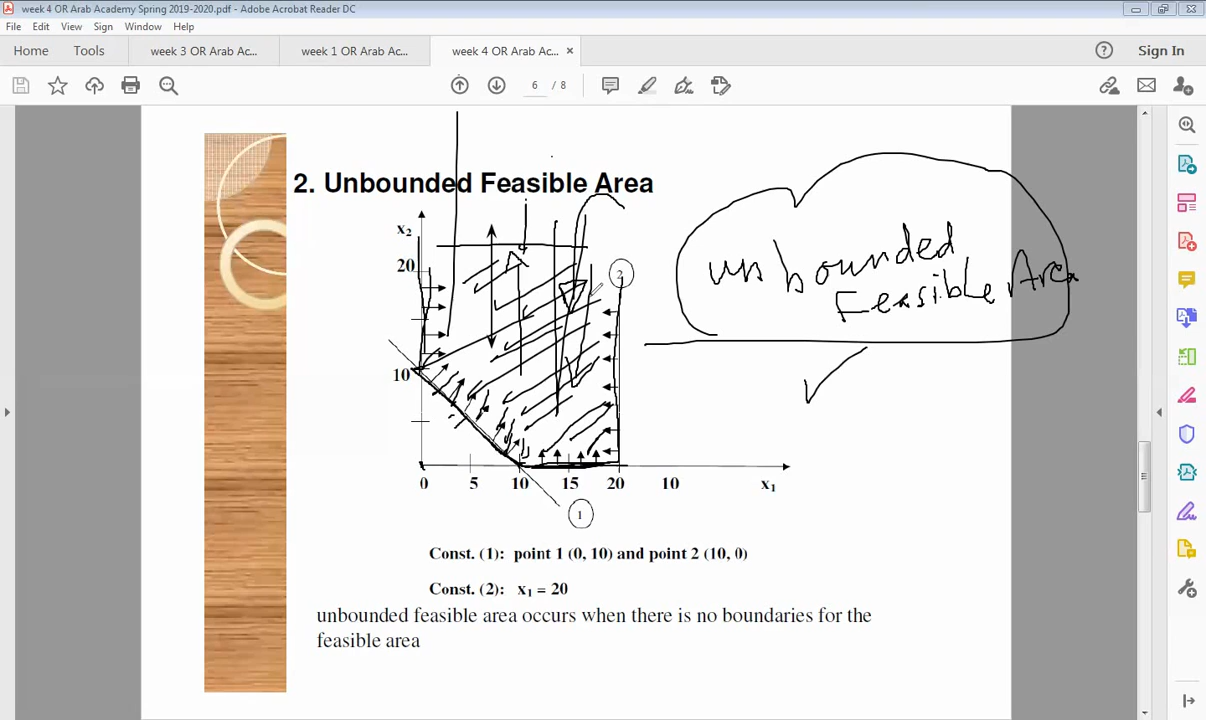 week 4 OR Arab Academy Spring 2019-2020.pdf - Adobe Acrobat Reader DC
File Edit View Sign Window Help
Home Tools week 3 OR Arab Ac... week 1 OR Arab Ac... week 4 OR Arab Ac... × Sign In
6 / 8
2. Unbounded Feasible Area
x₂
20
10
0 5 10 15 20 10 x₁
2
1
unbounded
Feasible Area
Const. (1): point 1 (0, 10) and point 2 (10, 0)
Const. (2): x₁ = 20
unbounded feasible area occurs when there is no boundaries for the
feasible area